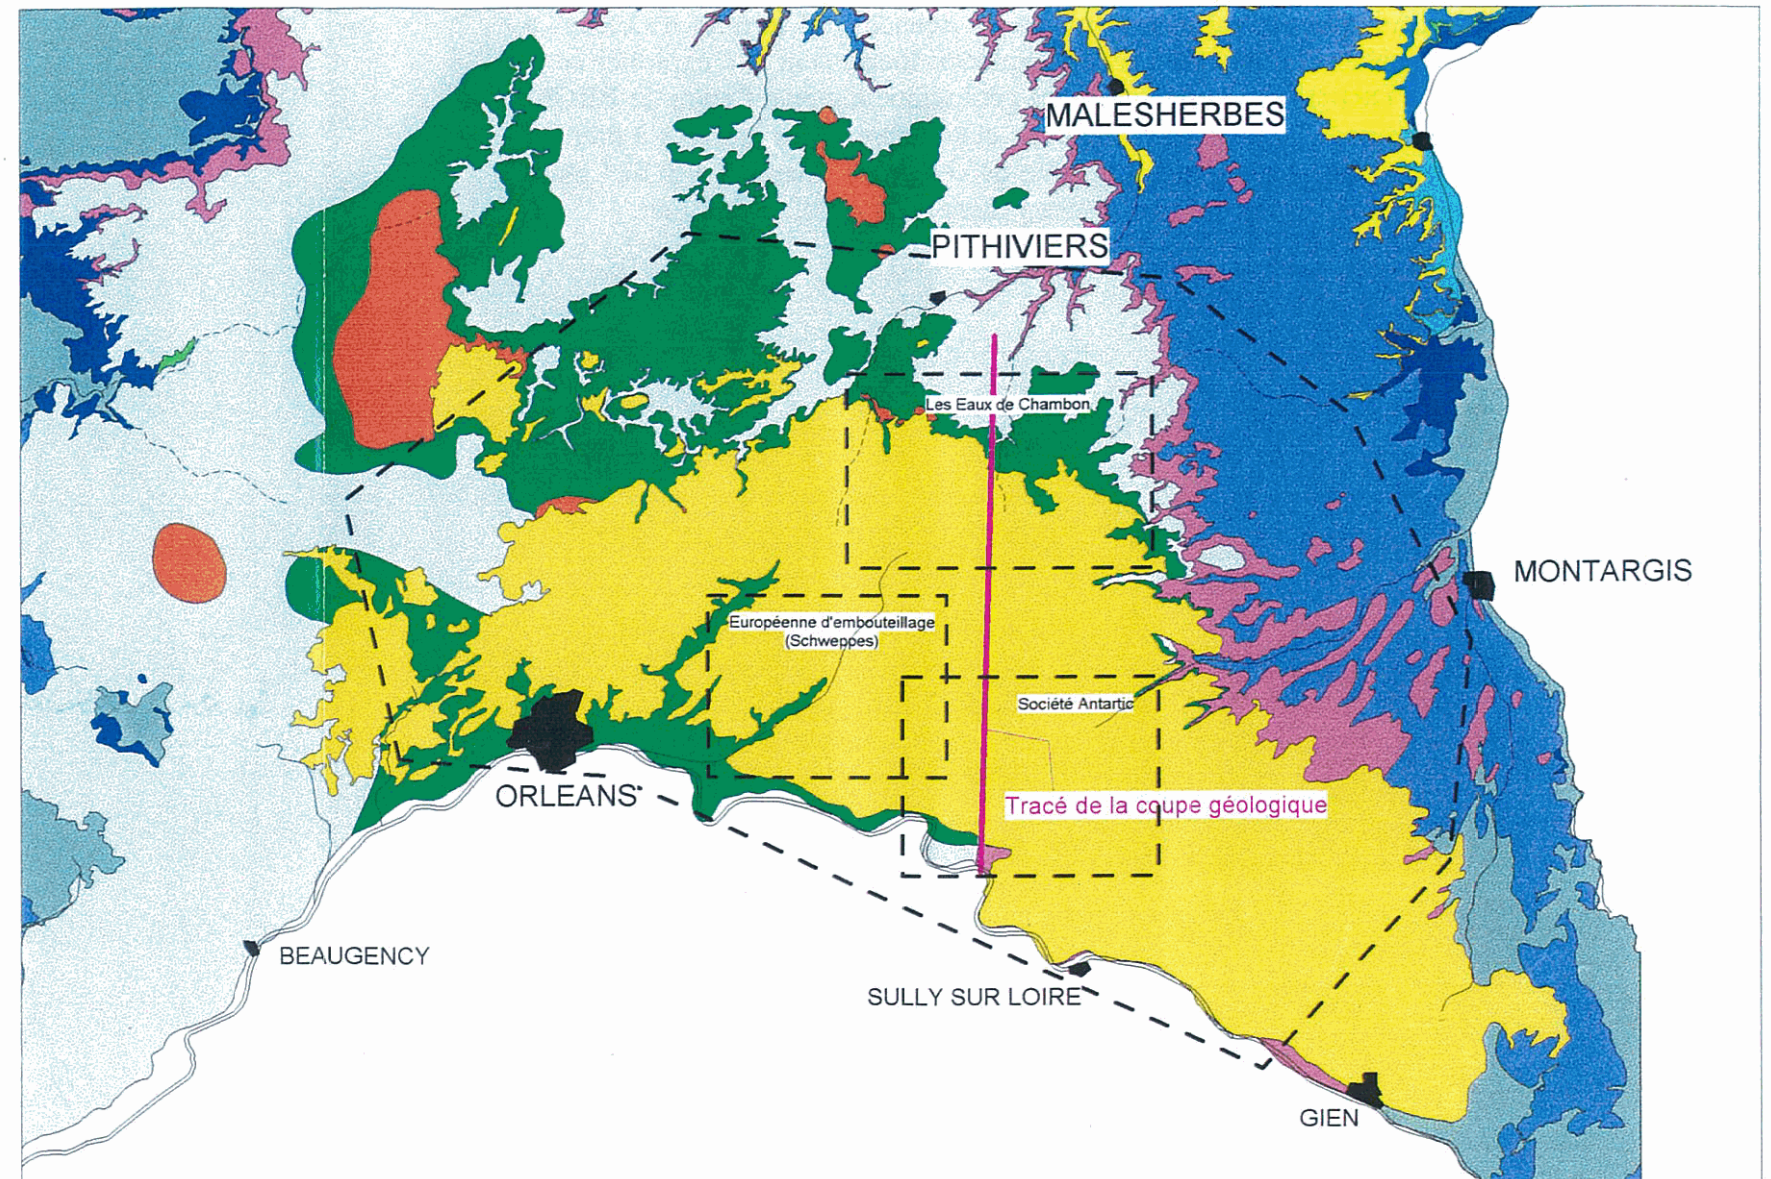 MALESHERBES
PITHIVIERS
Les Eaux de Chambon
MONTARGIS
Européenne d'embouteillage
(Schweppes)
Société Antartic
ORLEANS
Tracé de la coupe géologique
BEAUGENCY
SULLY SUR LOIRE
GIEN